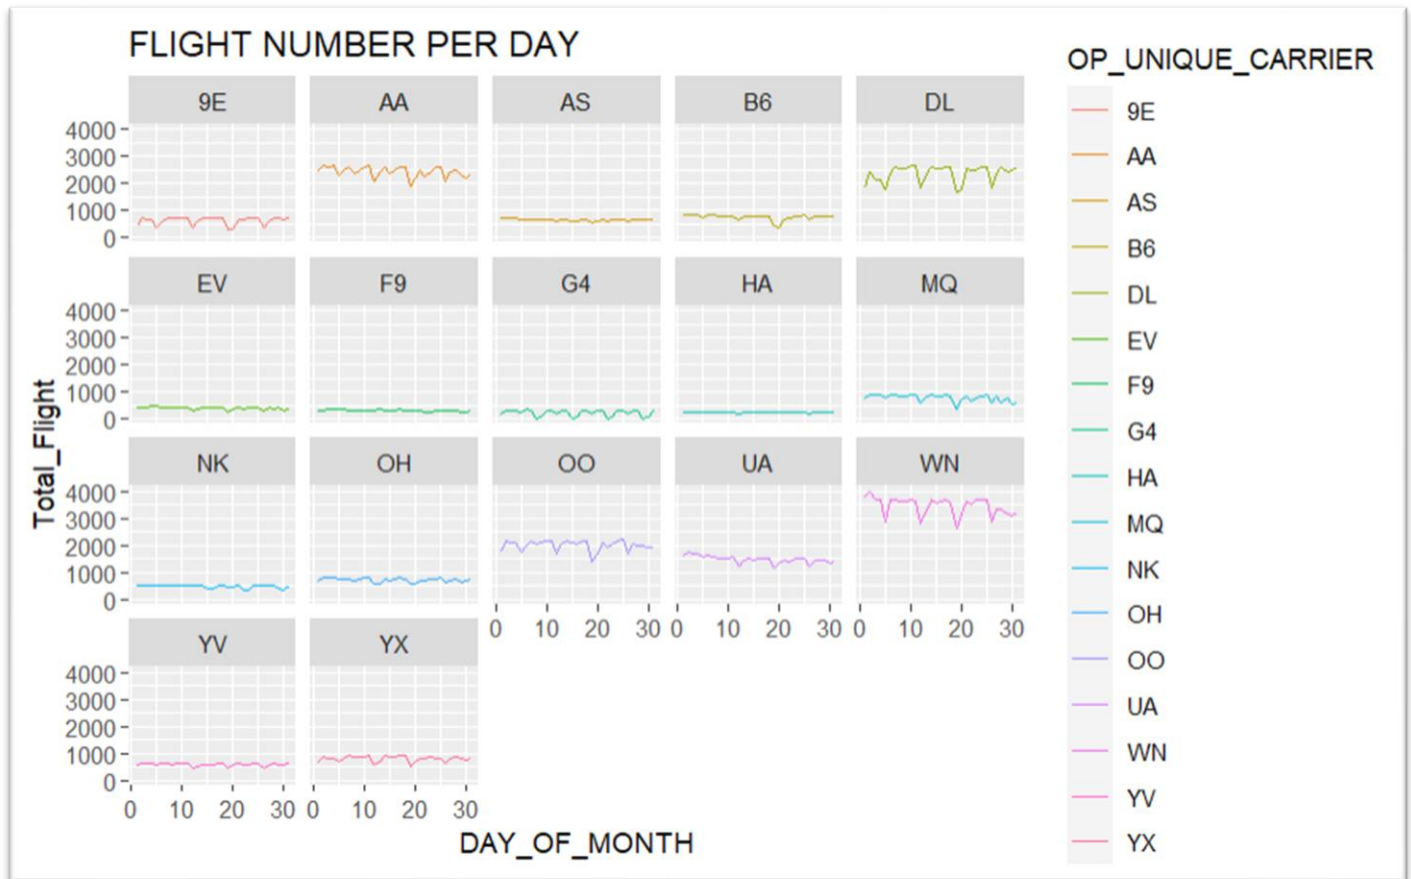 FLIGHT NUMBER PER DAY
OP_UNIQUE_CARRIER
9E AA AS B6 DL
4000
3000
2000
1000
0
EV F9 G4 HA MQ
4000
3000
2000
1000
0
NK OH OO UA WN
4000
3000
2000
1000
0
0 10 20 30 0 10 20 30 0 10 20 30
YV YX
4000
3000
2000
1000
0
0 10 20 30 0 10 20 30
Total_Flight
DAY_OF_MONTH
9E
AA
AS
B6
DL
EV
F9
G4
HA
MQ
NK
OH
OO
UA
WN
YV
YX